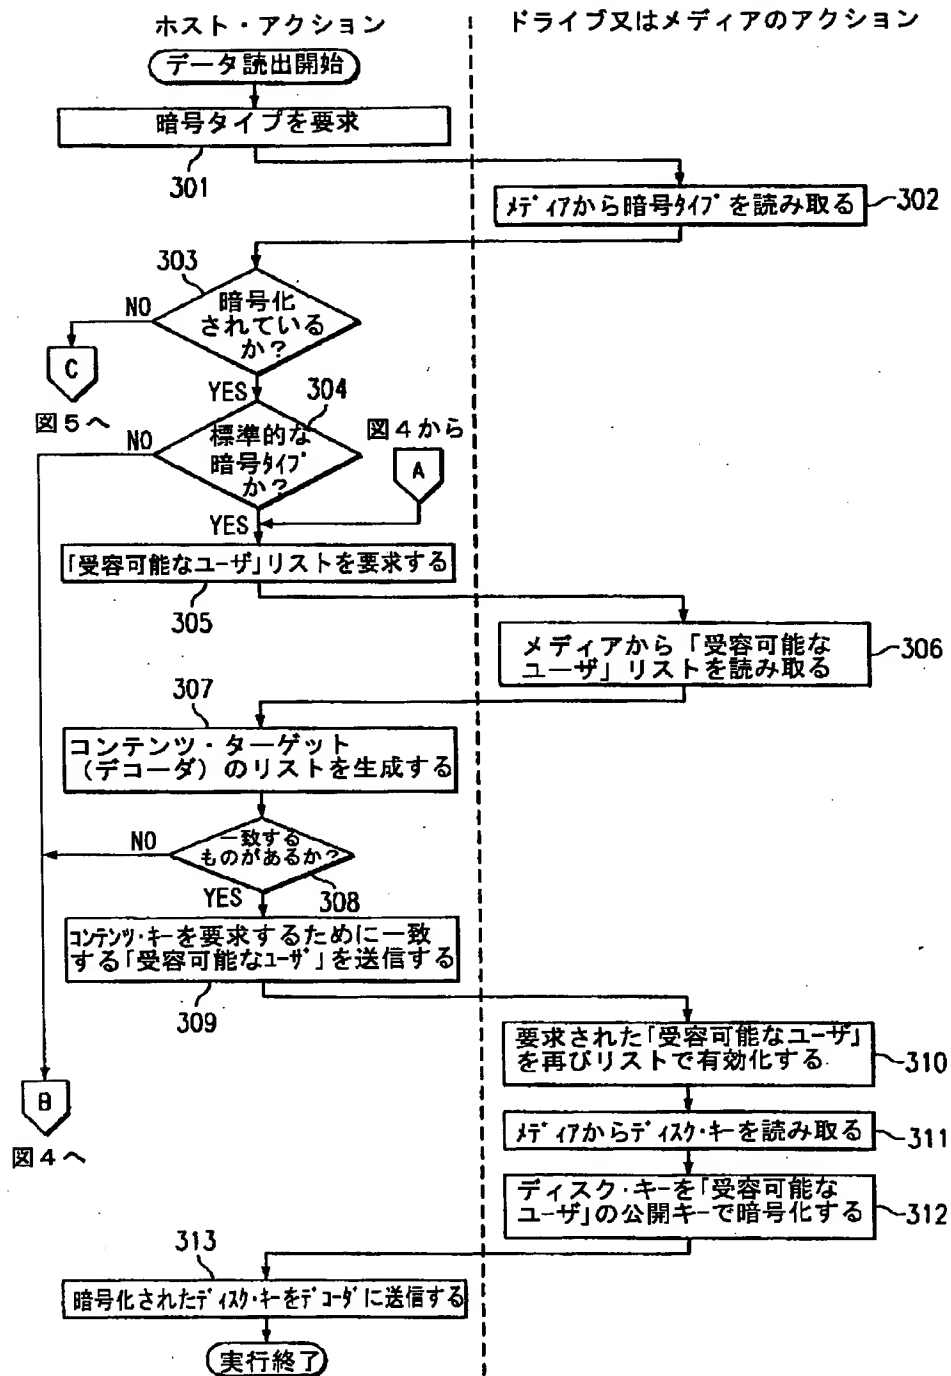 ホスト・アクション
ドライブ又はメディアのアクション
データ読出開始
暗号タイプを要求
301
メディアから暗号タイプを読み取る
302
303
暗号化
されているか
か?
NO
C
図5へ
YES
304
標準的な
暗号タイプ
か?
NO
図4から
A
YES
「受容可能なユーザ」リストを要求する
305
メディアから「受容可能な
ユーザ」リストを読み取る
306
307
コンテンツ・ターゲット
(デコーダ)のリストを生成する
一致する
ものがあるか?
NO
308
YES
コンテンツ・キーを要求するために一致
する「受容可能なユーザ」を送信する
309
要求された「受容可能なユーザ」
を再びリストで有効化する
310
B
図4へ
メディアからディスク・キーを読み取る
311
ディスク・キーを「受容可能な
ユーザ」の公開キーで暗号化する
312
313
暗号化されたディスク・キーをデコーダに送信する
実行終了